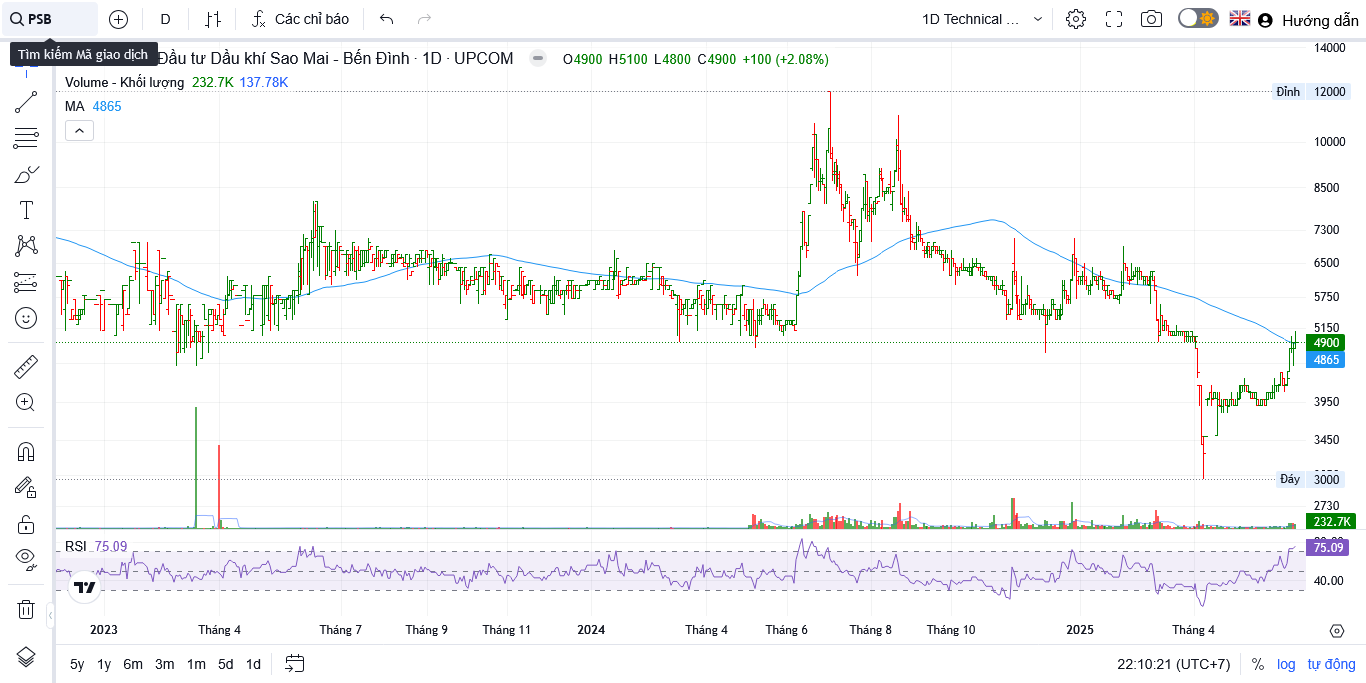 PSB
D
Các chỉ báo
1D Technical ...
Hướng dẫn
Tìm kiếm Mã giao dịch
Đầu tư Dầu khí Sao Mai - Bến Đình · 1D · UPCOM
O4900 H5100 L4800 C4900 +100 (+2.08%)
Volume - Khối lượng 232.7K 137.78K
MA 4865
14000
Đỉnh 12000
10000
8500
7300
6500
5750
5150
4900
4865
3950
3450
Đáy 3000
2730
232.7K
RSI 75.09
75.09
40.00
2023 Tháng 4 Tháng 7 Tháng 9 Tháng 11 2024 Tháng 4 Tháng 6 Tháng 8 Tháng 10 2025 Tháng 4
5y 1y 6m 3m 1m 5d 1d
22:10:21 (UTC+7) % log tự động